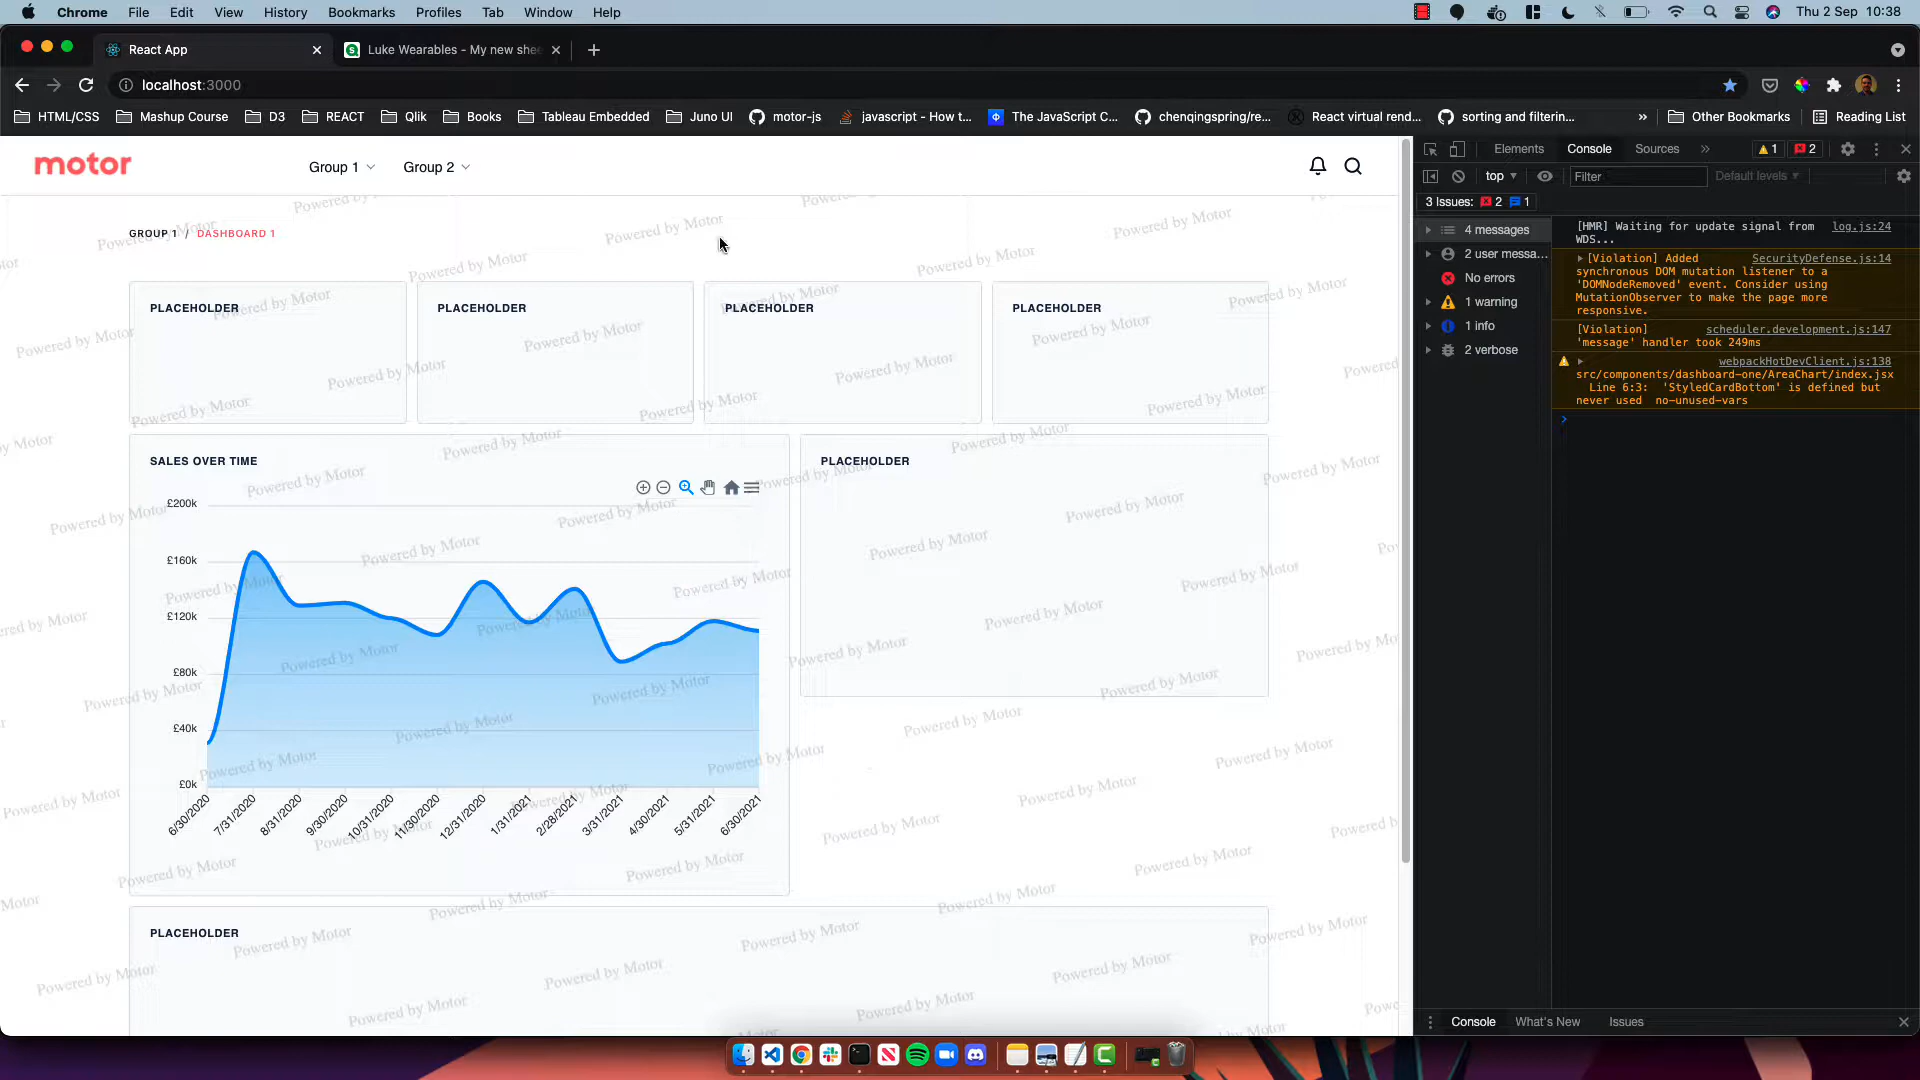 Chrome File Edit View History Bookmarks Profiles Tab Window Help Thu 2 Sep 10:38
React App Luke Wearables - My new shee
localhost:3000
HTML/CSS Mashup Course D3 REACT Qlik Books Tableau Embedded Juno UI motor-js javascript - How t... The JavaScript C... chenqingspring/re... React virtual rend... sorting and filterin... » Other Bookmarks Reading List
motor Group 1 Group 2
GROUP 1 / DASHBOARD 1
PLACEHOLDER PLACEHOLDER PLACEHOLDER PLACEHOLDER
SALES OVER TIME PLACEHOLDER
£200k
£160k
£120k
£80k
£40k
£0k
6/30/2020 7/31/2020 8/31/2020 9/30/2020 10/31/2020 11/30/2020 12/31/2020 1/31/2021 2/28/2021 3/31/2021 4/30/2021 5/31/2021 6/30/2021
PLACEHOLDER
Powered by Motor
Elements Console Sources » 1 2
top Filter Default levels
3 Issues: 2 1
4 messages
2 user messa...
No errors
1 warning
1 info
2 verbose
[HMR] Waiting for update signal from log.js:24
WDS...
[Violation] Added SecurityDefense.js:14
synchronous DOM mutation listener to a
'DOMNodeRemoved' event. Consider using
MutationObserver to make the page more
responsive.
[Violation] scheduler.development.js:147
'message' handler took 249ms
webpackHotDevClient.js:138
src/components/dashboard-one/AreaChart/index.jsx
Line 6:3: 'StyledCardBottom' is defined but
never used no-unused-vars
Console What's New Issues